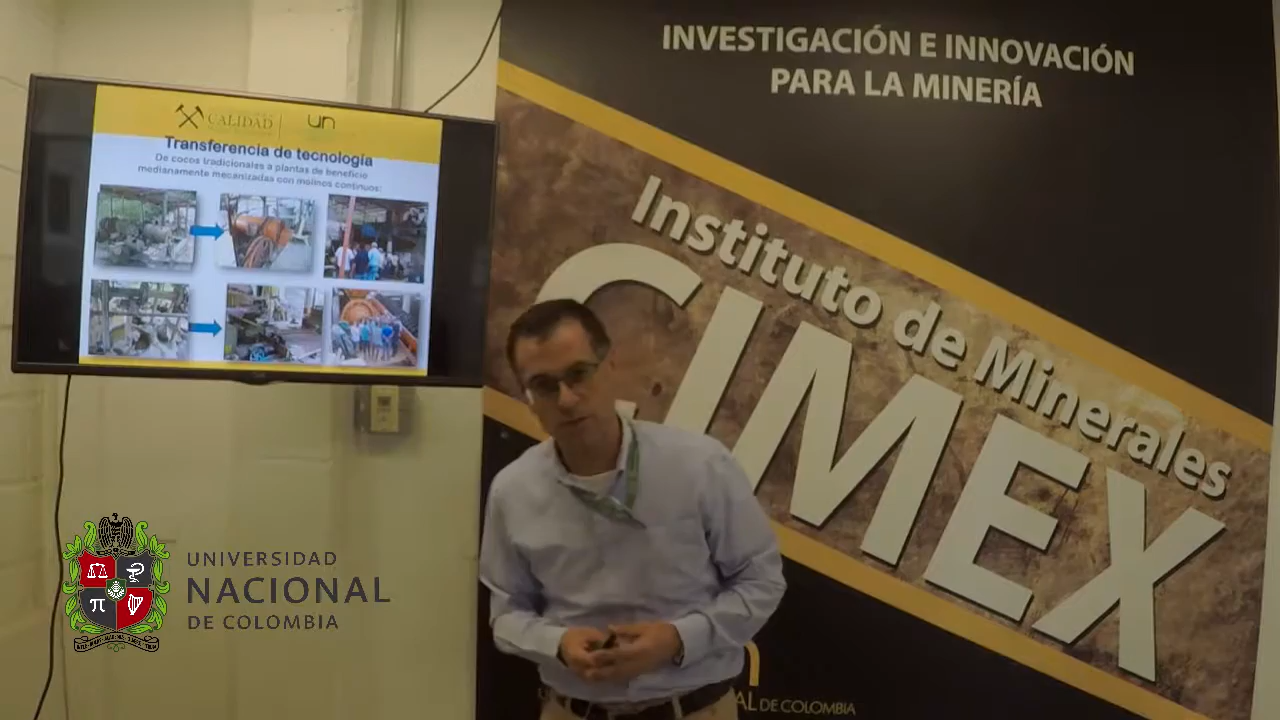 CALIDAD
un
Transferencia de tecnología
De cocos tradicionales a plantas de beneficio
medianamente mecanizadas con molinos continuos:
INVESTIGACIÓN E INNOVACIÓN
PARA LA MINERÍA
Instituto de Minerales
CIMEX
UNIVERSIDAD
NACIONAL
DE COLOMBIA
AL DE COLOMBIA